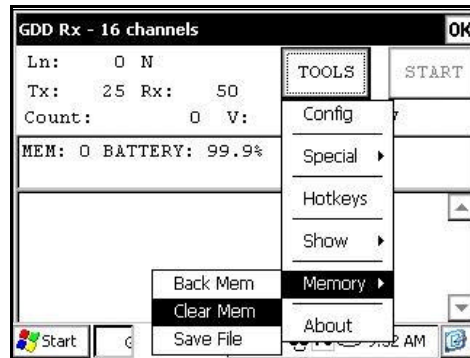 GDD Rx - 16 channels OK
Ln: 0 N
TOOLS START
Tx: 25 Rx: 50
Count: 0 V:
MEM: 0 BATTERY: 99.9%
Config
Special
Hotkeys
Show
Memory
About
Back Mem
Clear Mem
Save File
Start
AM